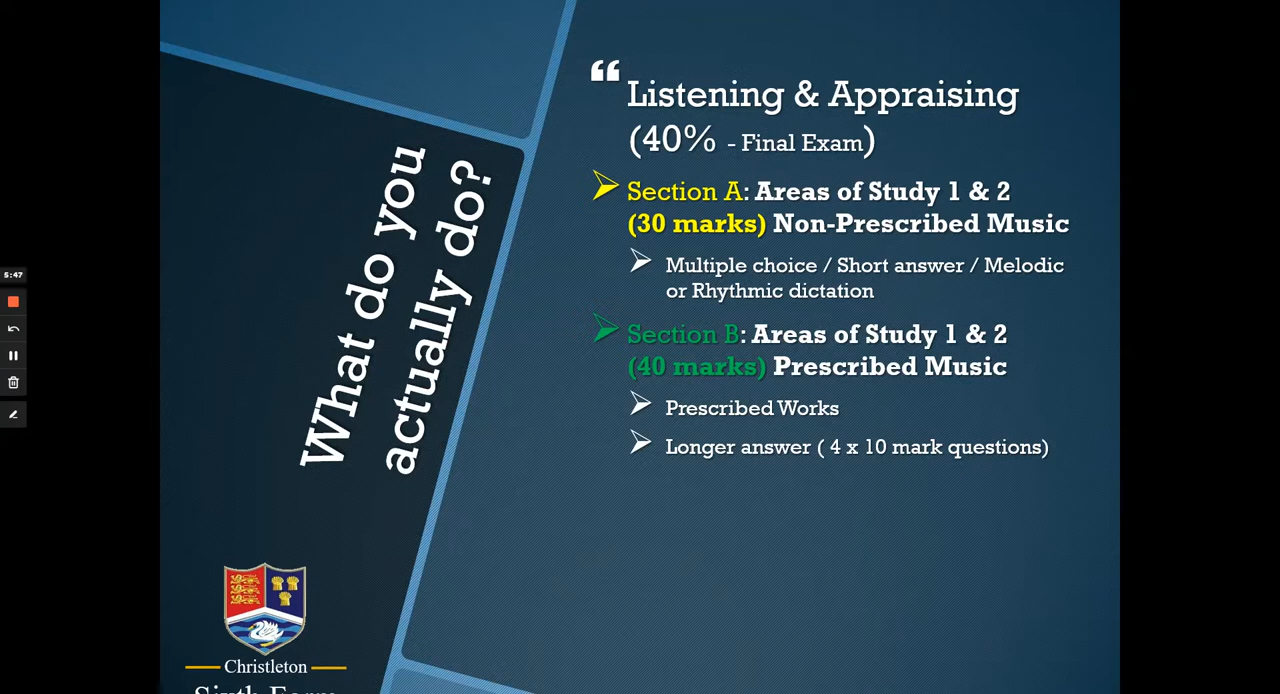 What do you
actually do?
“ Listening & Appraising
(40% - Final Exam)
Section A: Areas of Study 1 & 2
(30 marks) Non-Prescribed Music
Multiple choice / Short answer / Melodic
or Rhythmic dictation
Section B: Areas of Study 1 & 2
(40 marks) Prescribed Music
Prescribed Works
Longer answer ( 4 x 10 mark questions)
5:47
Christleton
Sixth Form